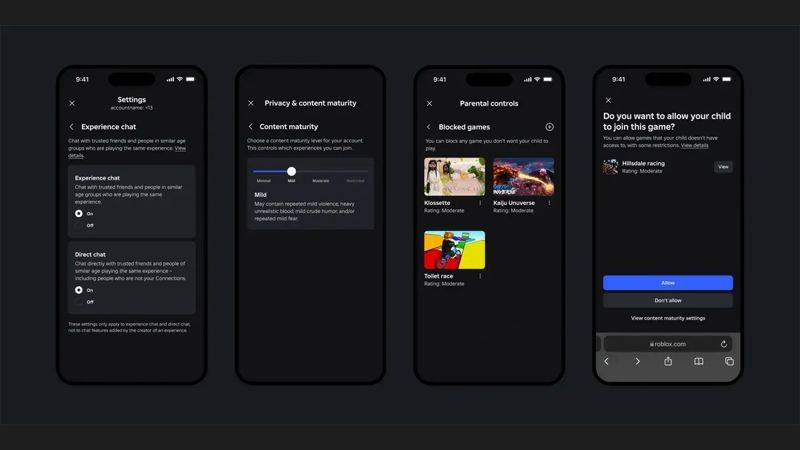 9:41
Settings
accountname: <13
Experience chat
Chat with trusted friends and people in similar age
groups who are playing the same experience. View
details.
Experience chat
Chat with trusted friends and people in similar
age groups who are playing the same
experience.
On
Off
Direct chat
Chat directly with trusted friends and people of
similar age playing the same experience –
including people who are not your Connections.
On
Off
These settings only apply to experience chat and direct chat,
not to chat features added by the creator of an experience.
9:41
Privacy & content maturity
Content maturity
Choose a content maturity level for your account.
This controls which experiences you can join.
Minimal
Mild
Moderate
Restricted
Mild
May contain repeated mild violence, heavy
unrealistic blood, mild crude humor, and/or
repeated mild fear.
9:41
Parental controls
Blocked games
You can block any game you don't want your child to
play.
Klossette
Rating: Moderate
Kaiju Unuverse
Rating: Moderate
Toilet race
Rating: Moderate
9:41
Do you want to allow your child
to join this game?
You can allow games that your child doesn't have
access to, with some restrictions. View details
Hillsdale racing
Rating: Moderate
View
Allow
Don't allow
View content maturity settings
roblox.com